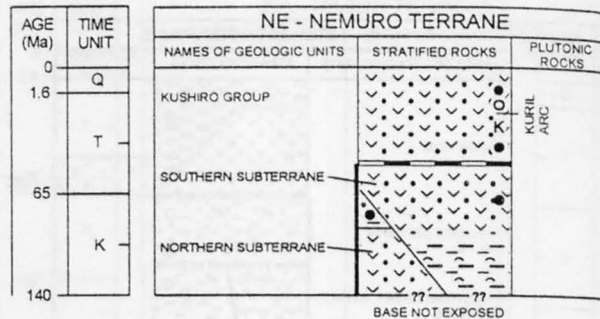 AGE
(Ma)
TIME
UNIT
NE - NEMURO TERRANE
NAMES OF GEOLOGIC UNITS
STRATIFIED ROCKS
PLUTONIC
ROCKS
0
Q
1.6
KUSHIRO GROUP
O
K
KURIL
ARC
T
SOUTHERN SUBTERRANE
65
K
NORTHERN SUBTERRANE
140
?? ??
BASE NOT EXPOSED